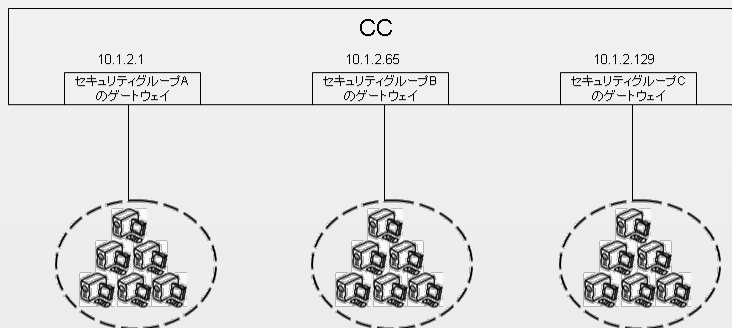 CC
10.1.2.1
10.1.2.65
10.1.2.129
セキュリティグループA
のゲートウェイ
セキュリティグループB
のゲートウェイ
セキュリティグループC
のゲートウェイ